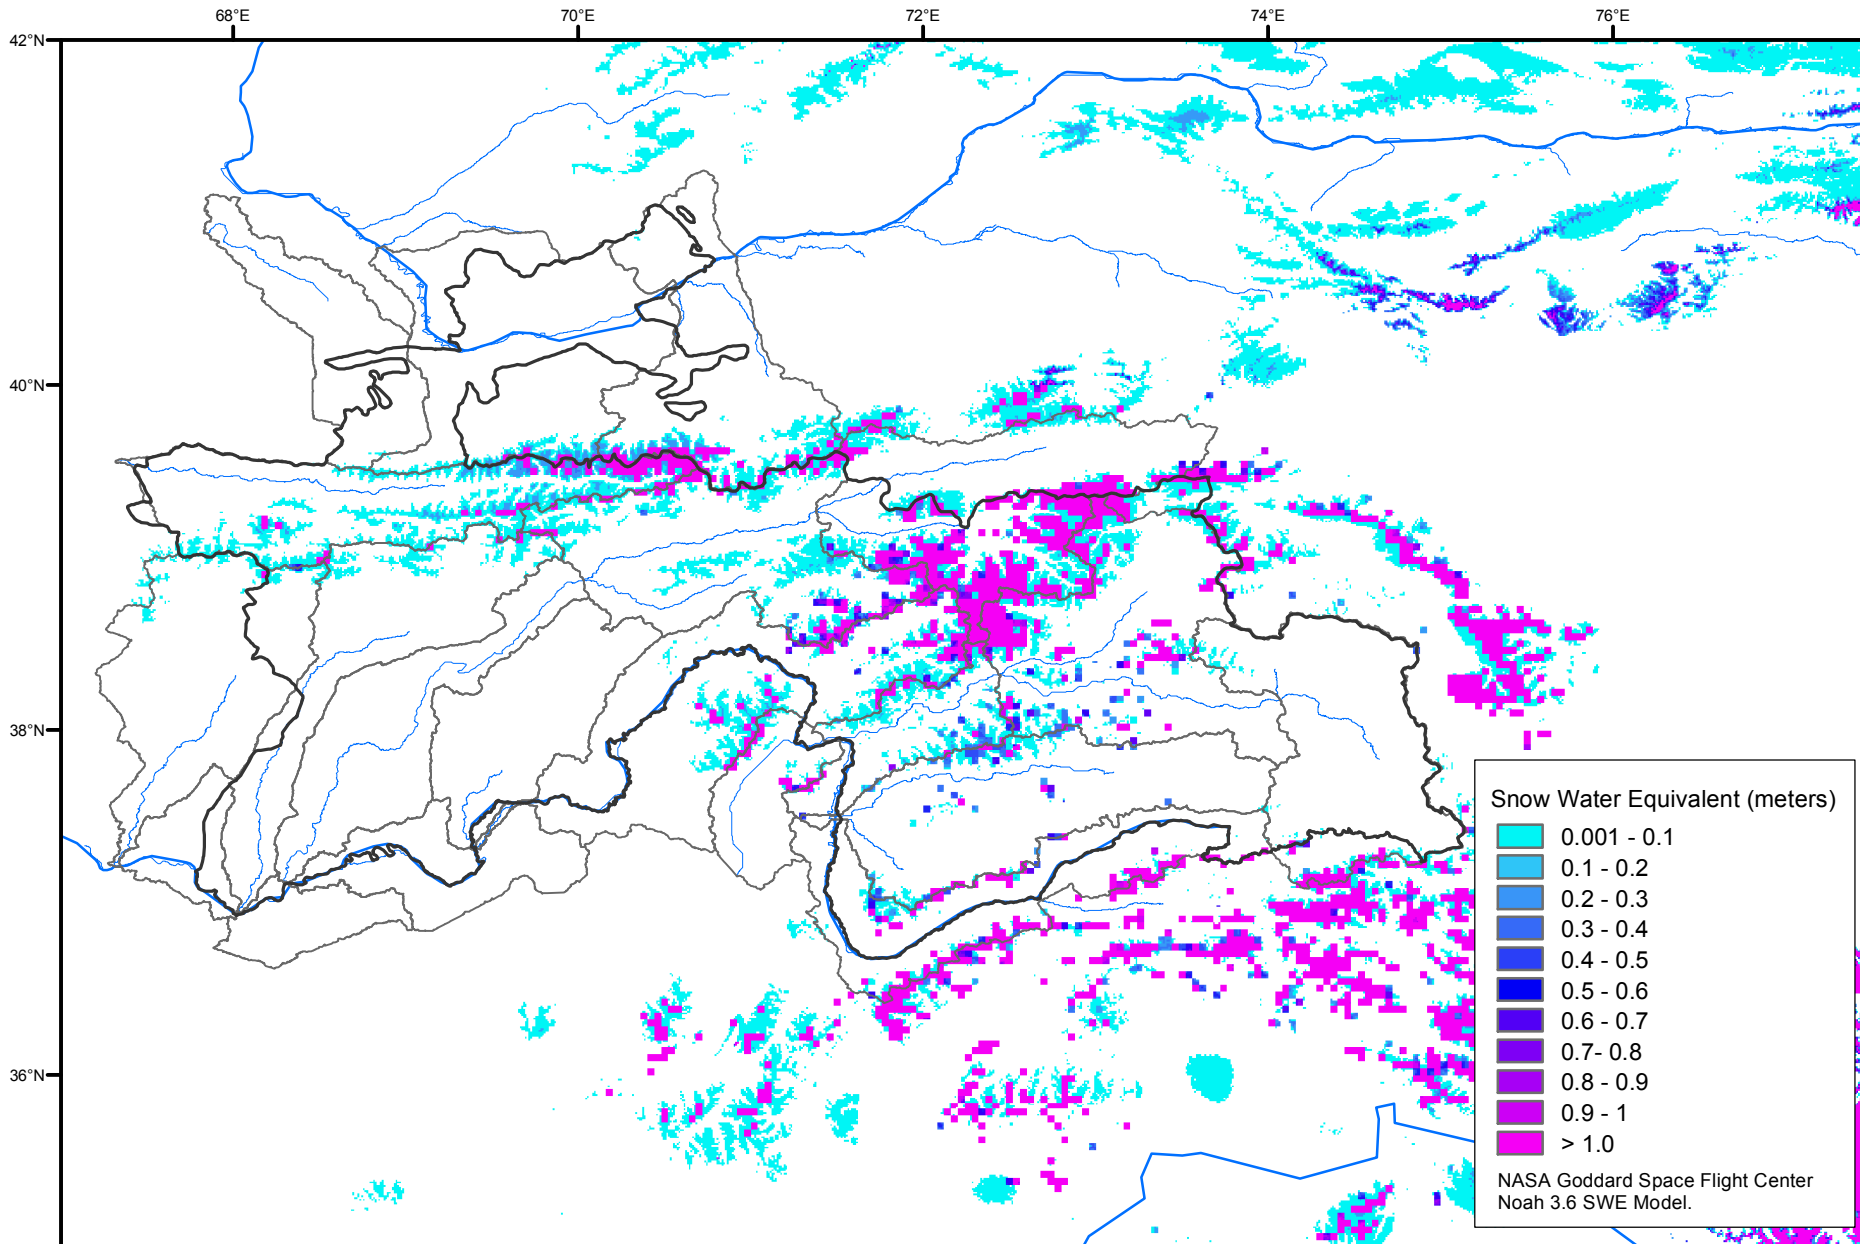 68°E 70°E 72°E 74°E 76°E
42°N
40°N
38°N
36°N
Snow Water Equivalent (meters)
0.001 - 0.1
0.1 - 0.2
0.2 - 0.3
0.3 - 0.4
0.4 - 0.5
0.5 - 0.6
0.6 - 0.7
0.7- 0.8
0.8 - 0.9
0.9 - 1
> 1.0
NASA Goddard Space Flight Center
Noah 3.6 SWE Model.